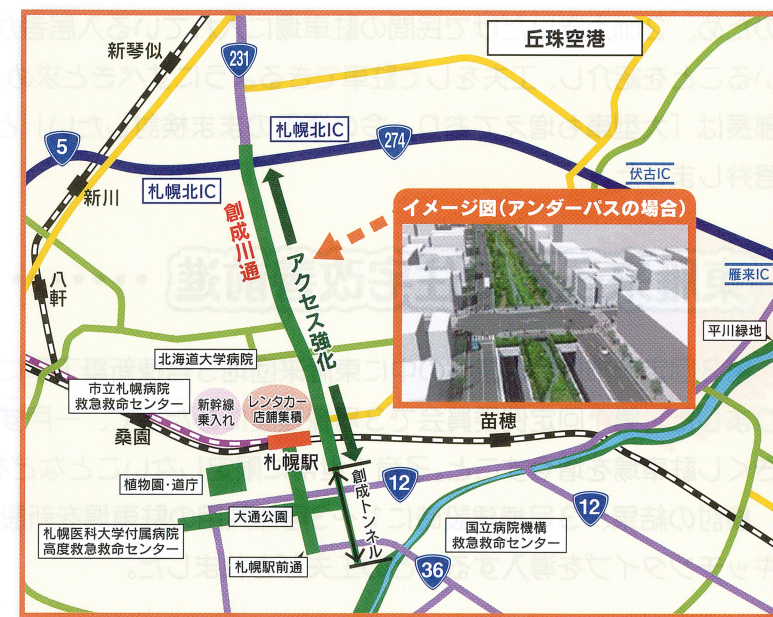 新琴似
231
丘珠空港
札幌北IC
274
5
札幌北IC
新川
伏古IC
創成川通
イメージ図(アンダーパスの場合)
アクセス強化
雁来IC
八軒
平川緑地
北海道大学病院
市立札幌病院
救急救命センター
新幹線
乗入れ
レンタカー
店舗集積
桑園
苗穂
札幌駅
植物園・道庁
12
創成トンネル
大通公園
12
札幌医科大学付属病院
高度救急救命センター
国立病院機構
救急救命センター
札幌駅前通
36